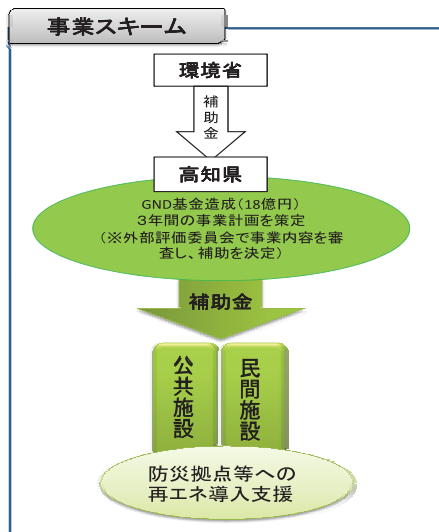 事業スキーム
環境省
補助金
高知県
GND基金造成（18億円）
３年間の事業計画を策定
（※外部評価委員会で事業内容を審
査し、補助を決定）
補助金
公共施設
民間施設
防災拠点等への
再エネ導入支援